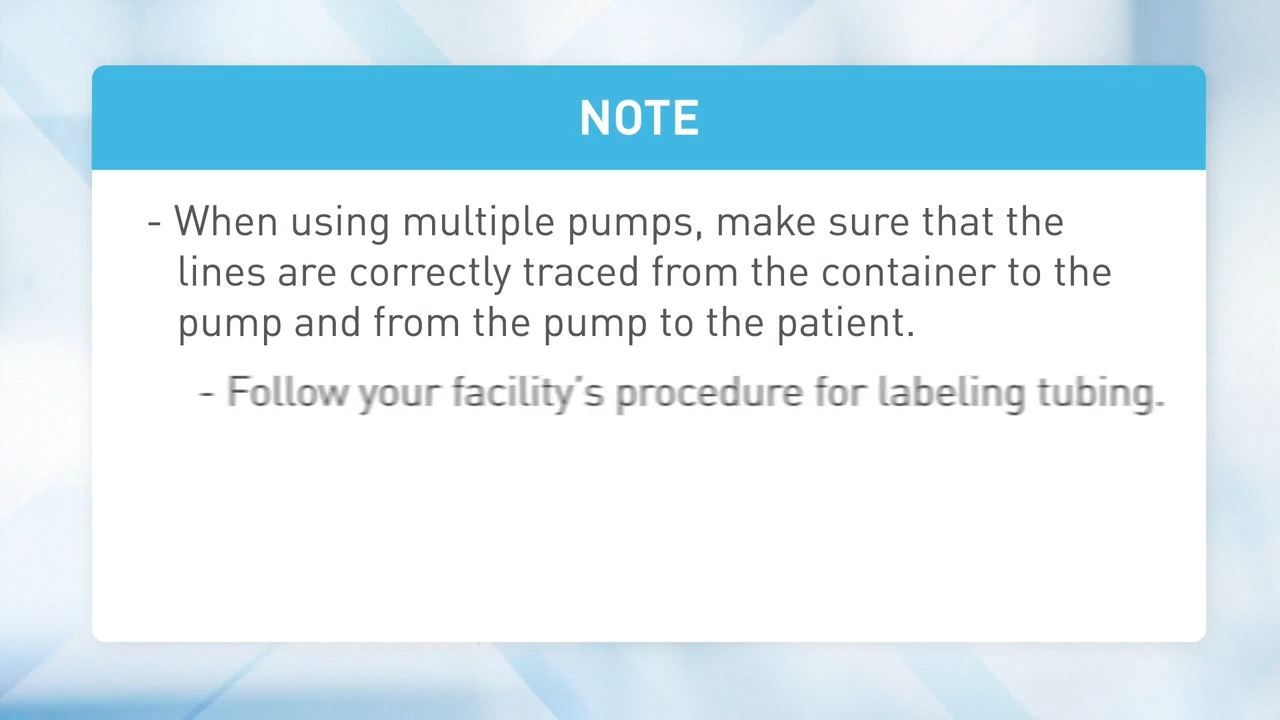 NOTE
- When using multiple pumps, make sure that the
lines are correctly traced from the container to the
pump and from the pump to the patient.
- Follow your facility’s procedure for labeling tubing.